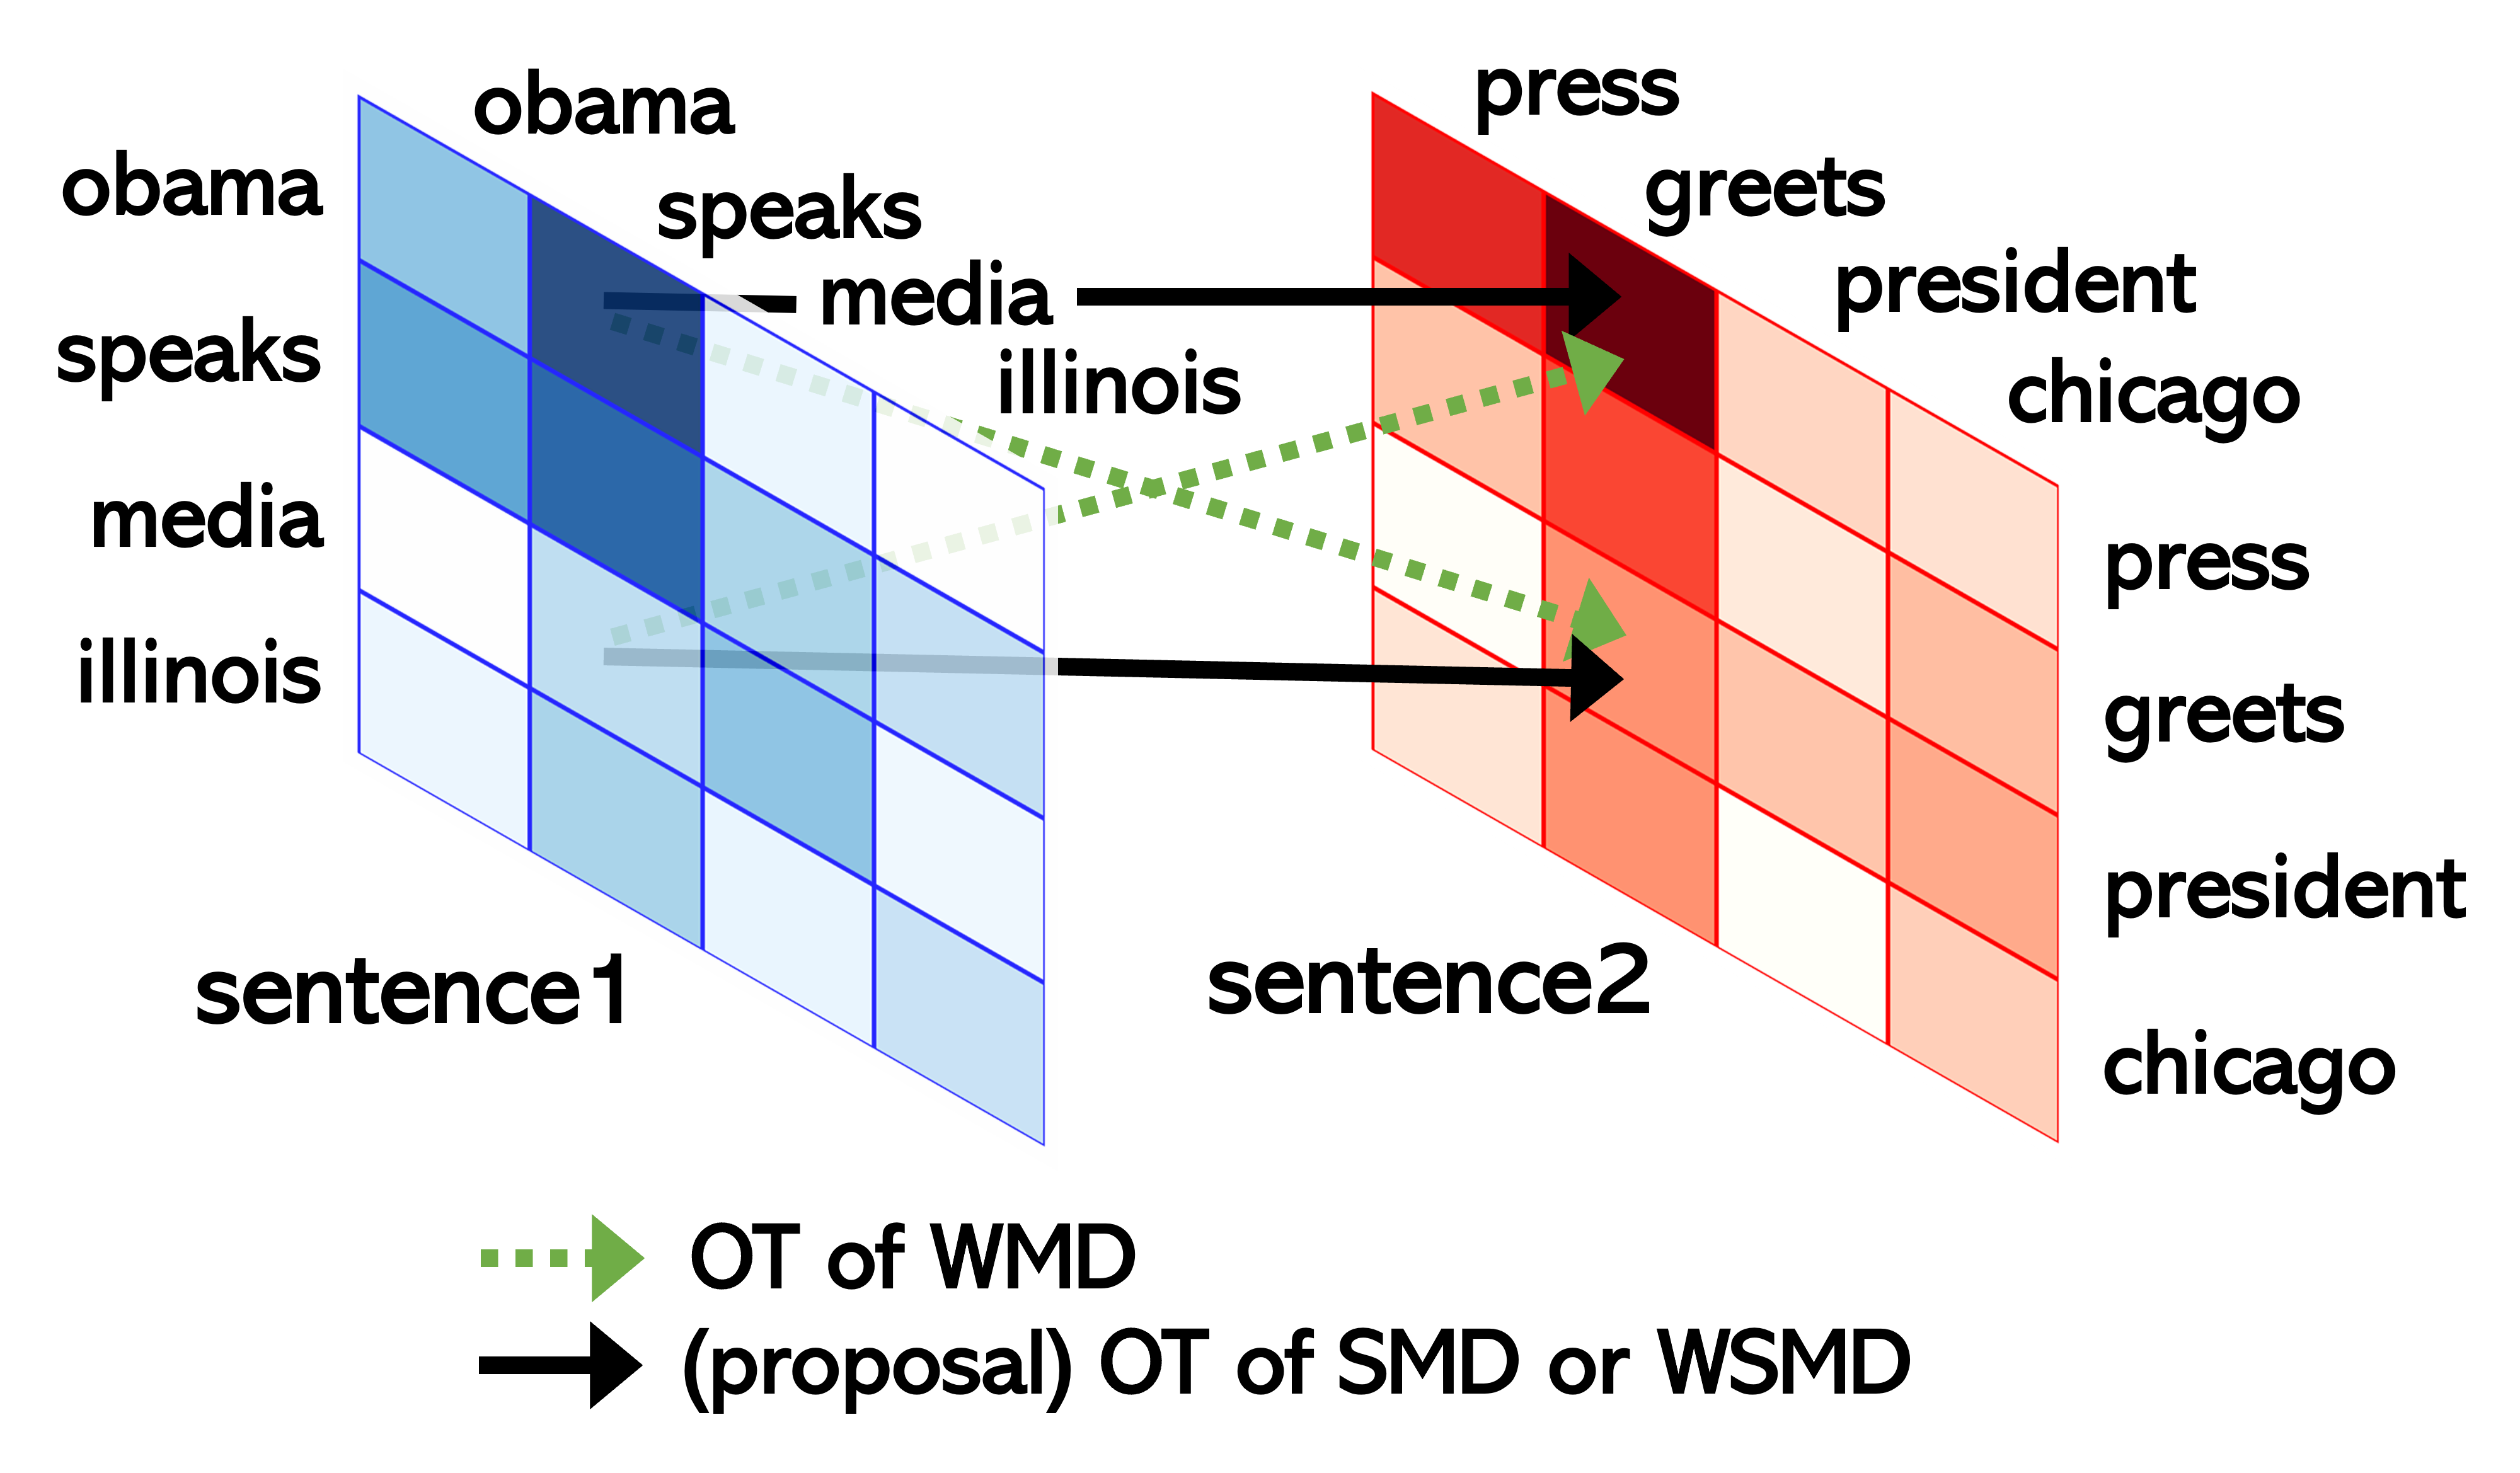 obama
speaks
media
illinois
obama
speaks
media
illinois
sentence1
press
greets
president
chicago
press
greets
president
chicago
sentence2
OT of WMD
(proposal) OT of SMD or WSMD